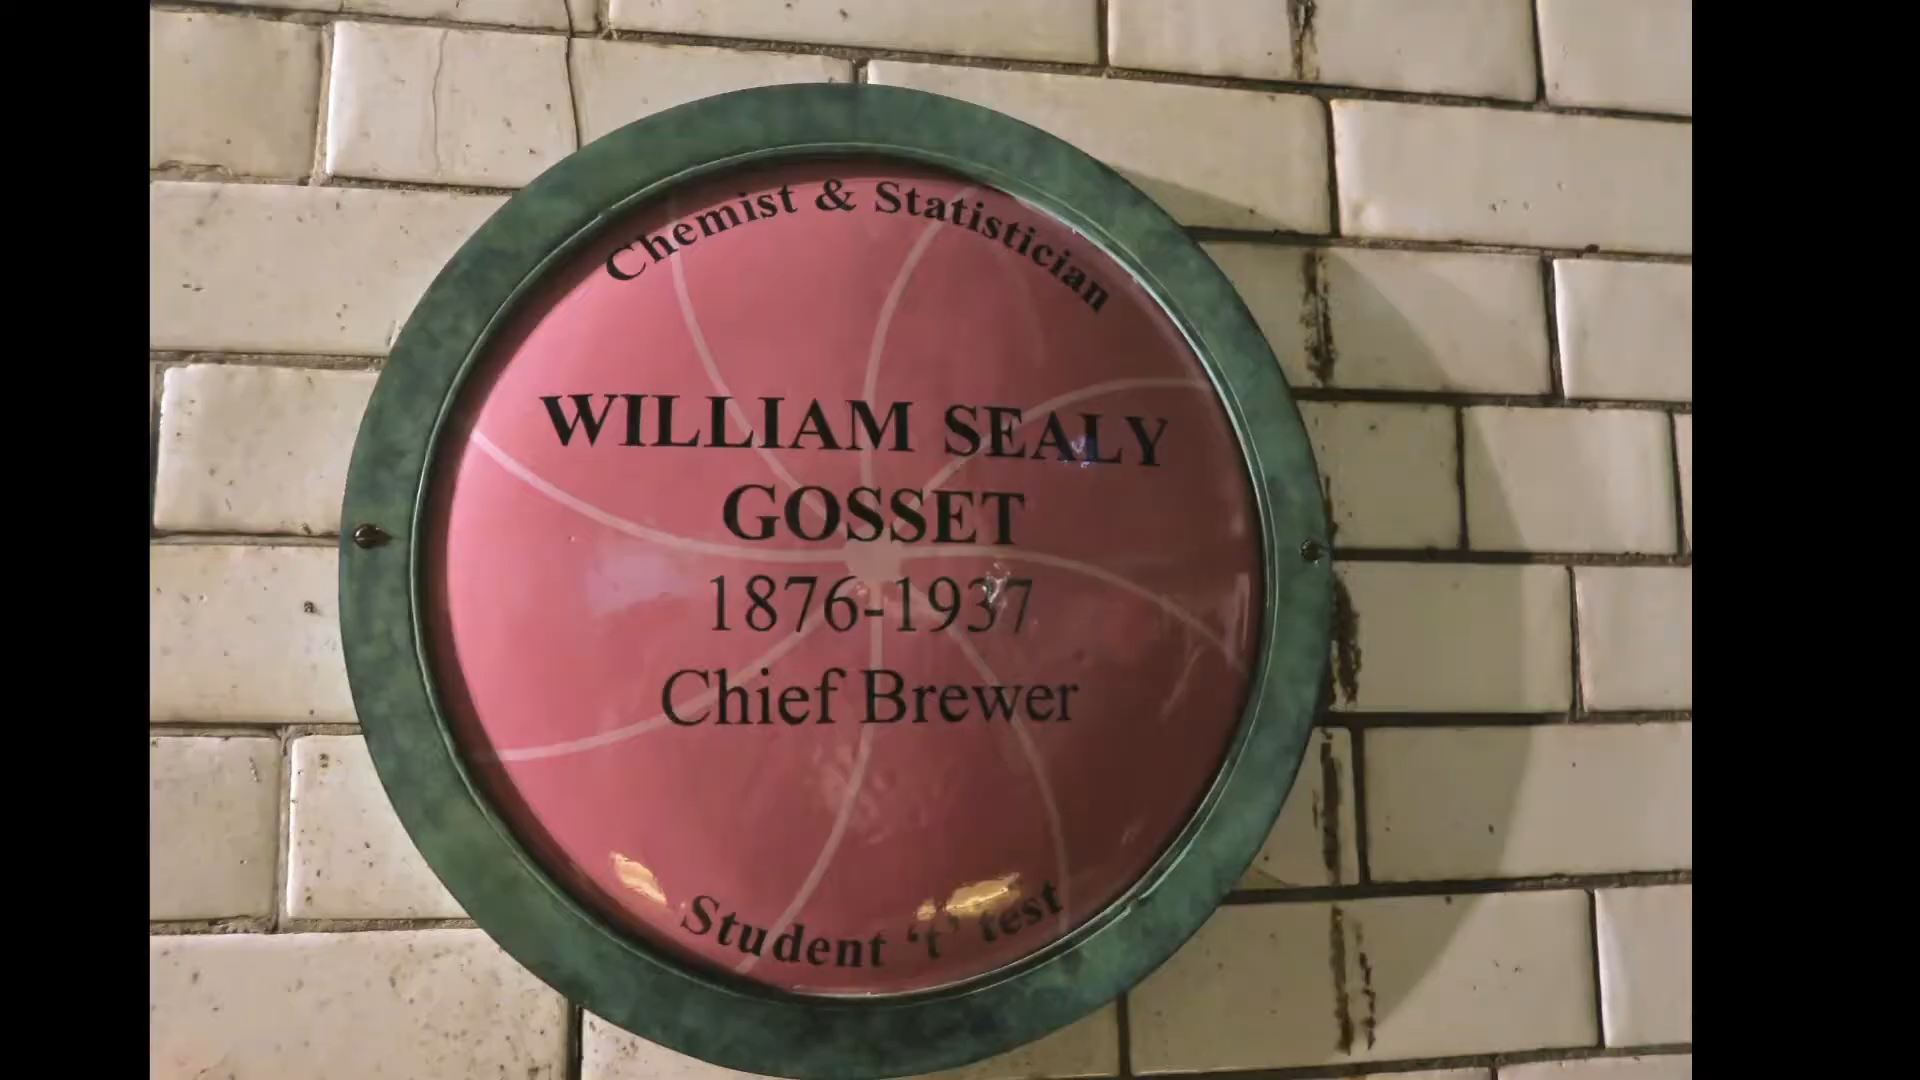 Chemist & Statistician
WILLIAM SEALY
GOSSET
1876-1937
Chief Brewer
Student ‘t’ test